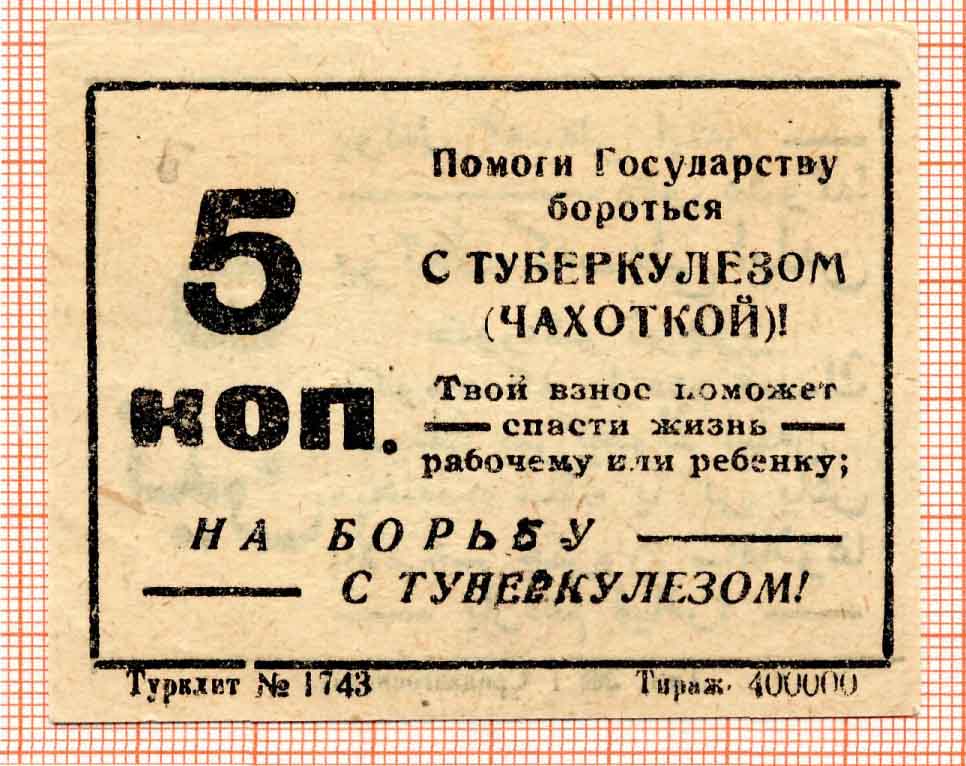 5
коп.
Помоги Государству
бороться
С ТУБЕРКУЛЕЗОМ
(ЧАХОТКОЙ)!
Твой взнос поможет
— спасти жизнь —
рабочему или ребенку;
НА БОРЬБУ —
— С ТУБЕРКУЛЕЗОМ!
Турклит № 1743
Тираж. 400000